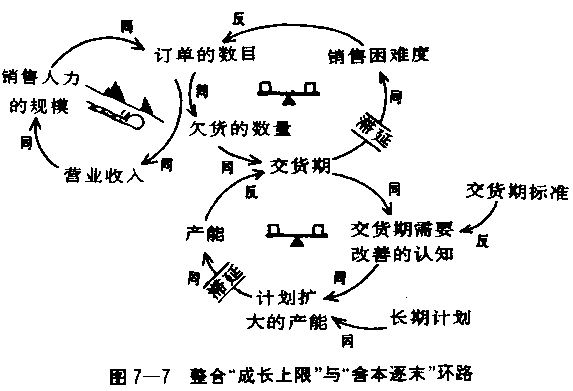 反
同
订单的数目
销售困难度
销售人力
的规模
同
同
欠货的数量
滞延
同
同
营业收入
同
同
交货期
反
同
交货期标准
产能
交货期需要
改善的认知
反
同
滞延
同
计划扩
大的产能
长期计划
同
图7—7 整合“成长上限”与“舍本逐末”环路